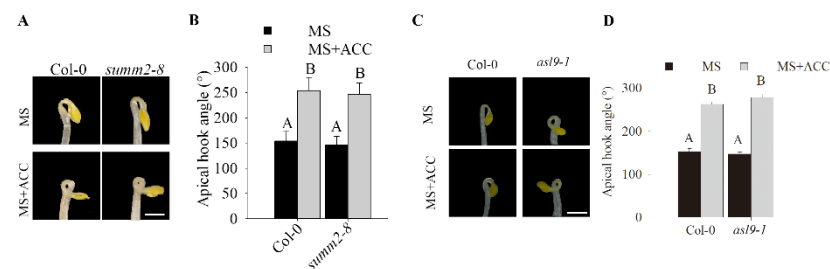 A
Col-0 summ2-8
MS
MS+ACC
B
MS
MS+ACC
Apical hook angle (°)
300
250
200
150
100
50
0
A B A B
Col-0 summ2-8
C
Col-0 asl9-1
MS
MS+ACC
D
MS MS+ACC
Apical hook angle (°)
300
200
100
0
A B A B
Col-0 asl9-1